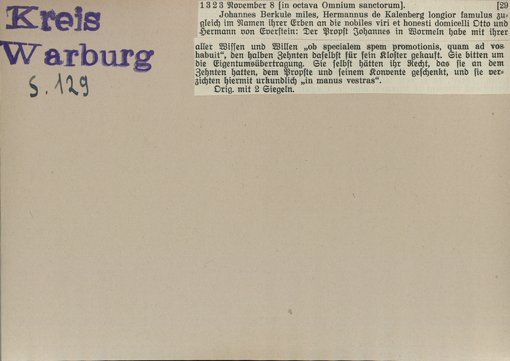 Kreis
Warburg
S. 129
1323 November 8 [in octava Omnium sanctorum]. [29
Johannes Berkule miles, Hermannus de Kalenberg longior famulus zu-
gleich im Namen ihrer Erben an die nobiles viri et honesti domicelli Otto und
Hermann von Everstein: Der Propst Johannes in Wormeln habe mit ihrer
aller Wissen und Willen „ob specialem spem promotionis, quam ad vos
habuit“, den halben Zehnten daselbst für sein Kloster gekauft. Sie bitten um
die Eigentumsübertragung. Sie selbst hätten ihr Recht, das sie an dem
Zehnten hatten, dem Propste und seinem Konvente geschenkt, und sie ver-
zichten hiermit urkundlich „in manus vestras“.
Orig. mit 2 Siegeln.